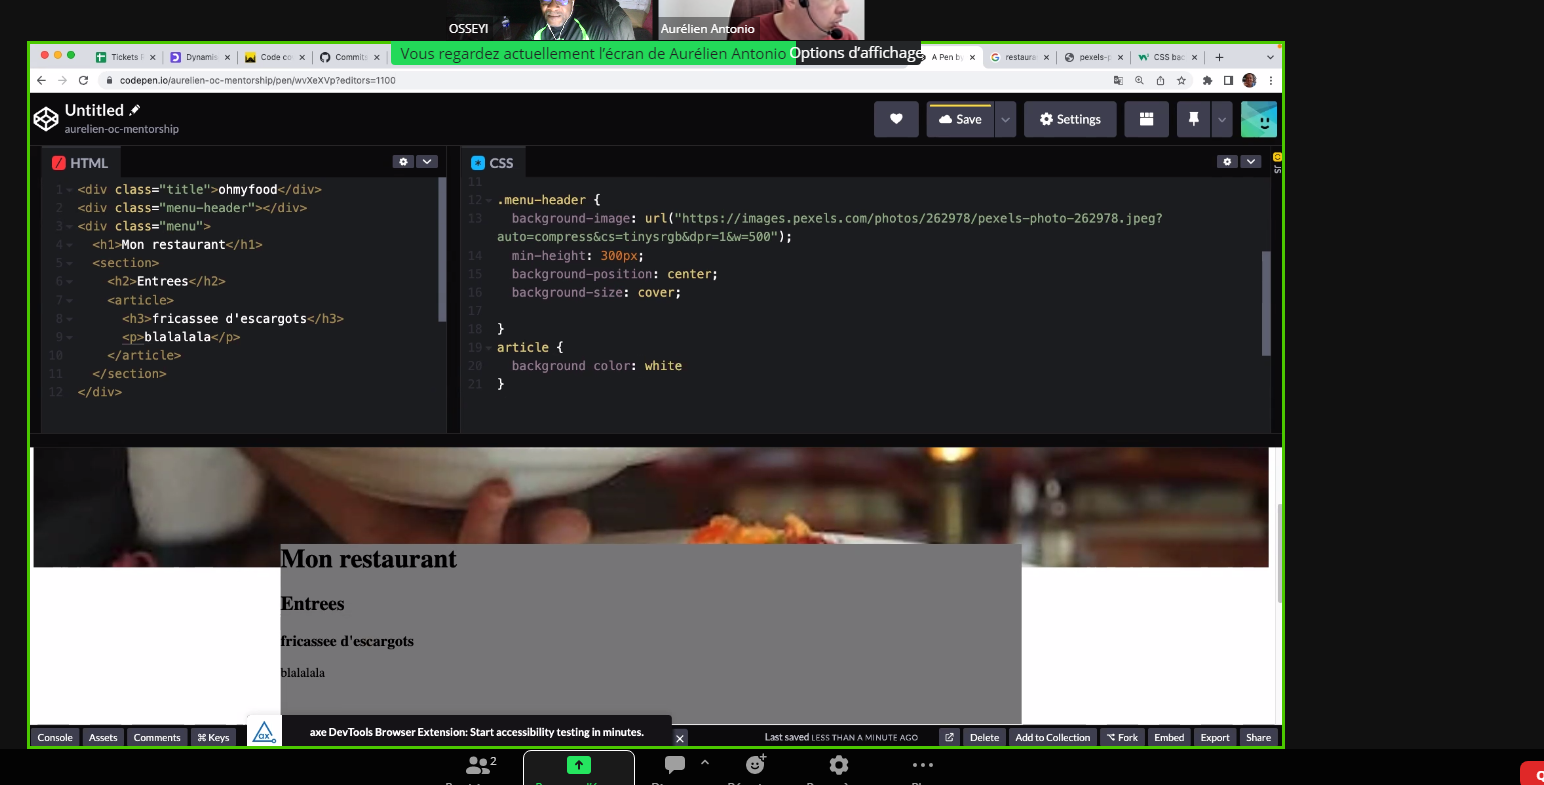 OSSEYI
Aurélien Antonio
Vous regardez actuellement l'écran de Aurélien Antonio
Options d'affichage
Tickets
Dynamis
Code co
Commits
A Pen by
restaura
pexels-p
CSS bac
codepen.io/aurelien-oc-mentorship/pen/wvXeXVp?editors=1100
Untitled
aurelien-oc-mentorship
Save
Settings
HTML
1 <div class="title">ohmyfood</div>
2 <div class="menu-header"></div>
3 <div class="menu">
4 <h1>Mon restaurant</h1>
5 <section>
6 <h2>Entrees</h2>
7 <article>
8 <h3>fricassee d'escargots</h3>
9 <p>blalalala</p>
10 </article>
11 </section>
12 </div>
CSS
11
12 .menu-header {
13 background-image: url("https://images.pexels.com/photos/262978/pexels-photo-262978.jpeg?
auto=compress&cs=tinysrgb&dpr=1&w=500");
14 min-height: 300px;
15 background-position: center;
16 background-size: cover;
17
18 }
19 article {
20 background color: white
21 }
JS
Mon restaurant
Entrees
fricassee d'escargots
blalalala
Console
Assets
Comments
⌘ Keys
ax
axe DevTools Browser Extension: Start accessibility testing in minutes.
Last saved LESS THAN A MINUTE AGO
Delete
Add to Collection
⌥ Fork
Embed
Export
Share
2